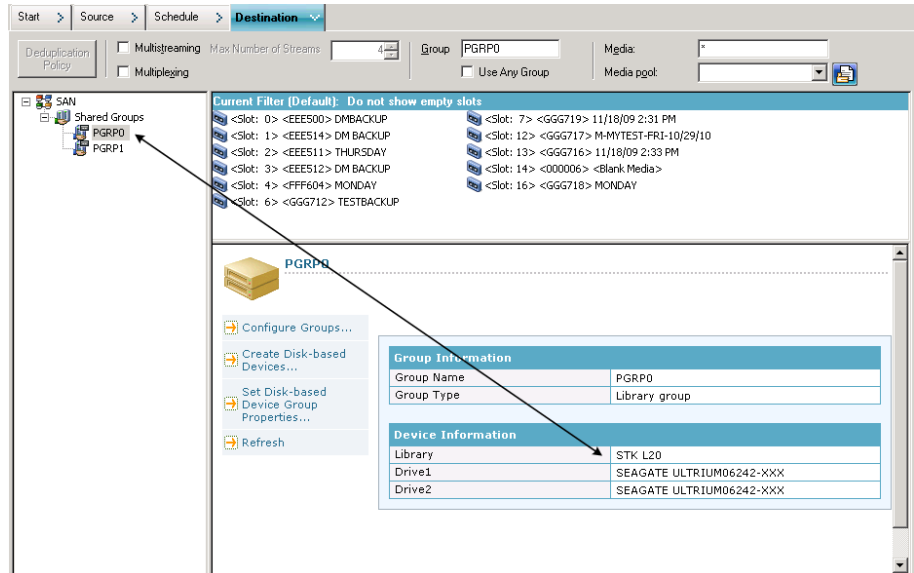 Start > Source > Schedule > Destination
Deduplication Policy
Multistreaming Max Number of Streams 4 Group PGRP0 Media: *
Multiplexing Use Any Group Media pool:
SAN
Shared Groups
PGRP0
PGRP1
Current Filter (Default): Do not show empty slots
<Slot: 0> <EEE500> DMBACKUP <Slot: 7> <GGG719> 11/18/09 2:31 PM
<Slot: 1> <EEE514> DM BACKUP <Slot: 12> <GGG717> M-MYTEST-FRI-10/29/10
<Slot: 2> <EEE511> THURSDAY <Slot: 13> <GGG716> 11/18/09 2:33 PM
<Slot: 3> <EEE512> DM BACKUP <Slot: 14> <000006> <Blank Media>
<Slot: 4> <FFF604> MONDAY <Slot: 16> <GGG718> MONDAY
<Slot: 6> <GGG712> TESTBACKUP
PGRP0
Configure Groups...
Create Disk-based
Devices...
Set Disk-based
Device Group
Properties...
Refresh
Group Information
Group Name PGRP0
Group Type Library group
Device Information
Library STK L20
Drive1 SEAGATE ULTRIUM06242-XXX
Drive2 SEAGATE ULTRIUM06242-XXX